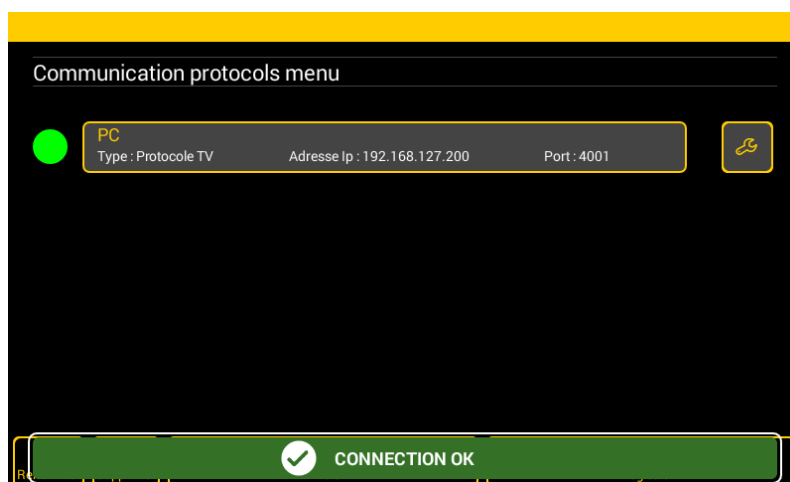 Communication protocols menu
PC
Type : Protocole TV Adresse Ip : 192.168.127.200 Port : 4001
CONNECTION OK